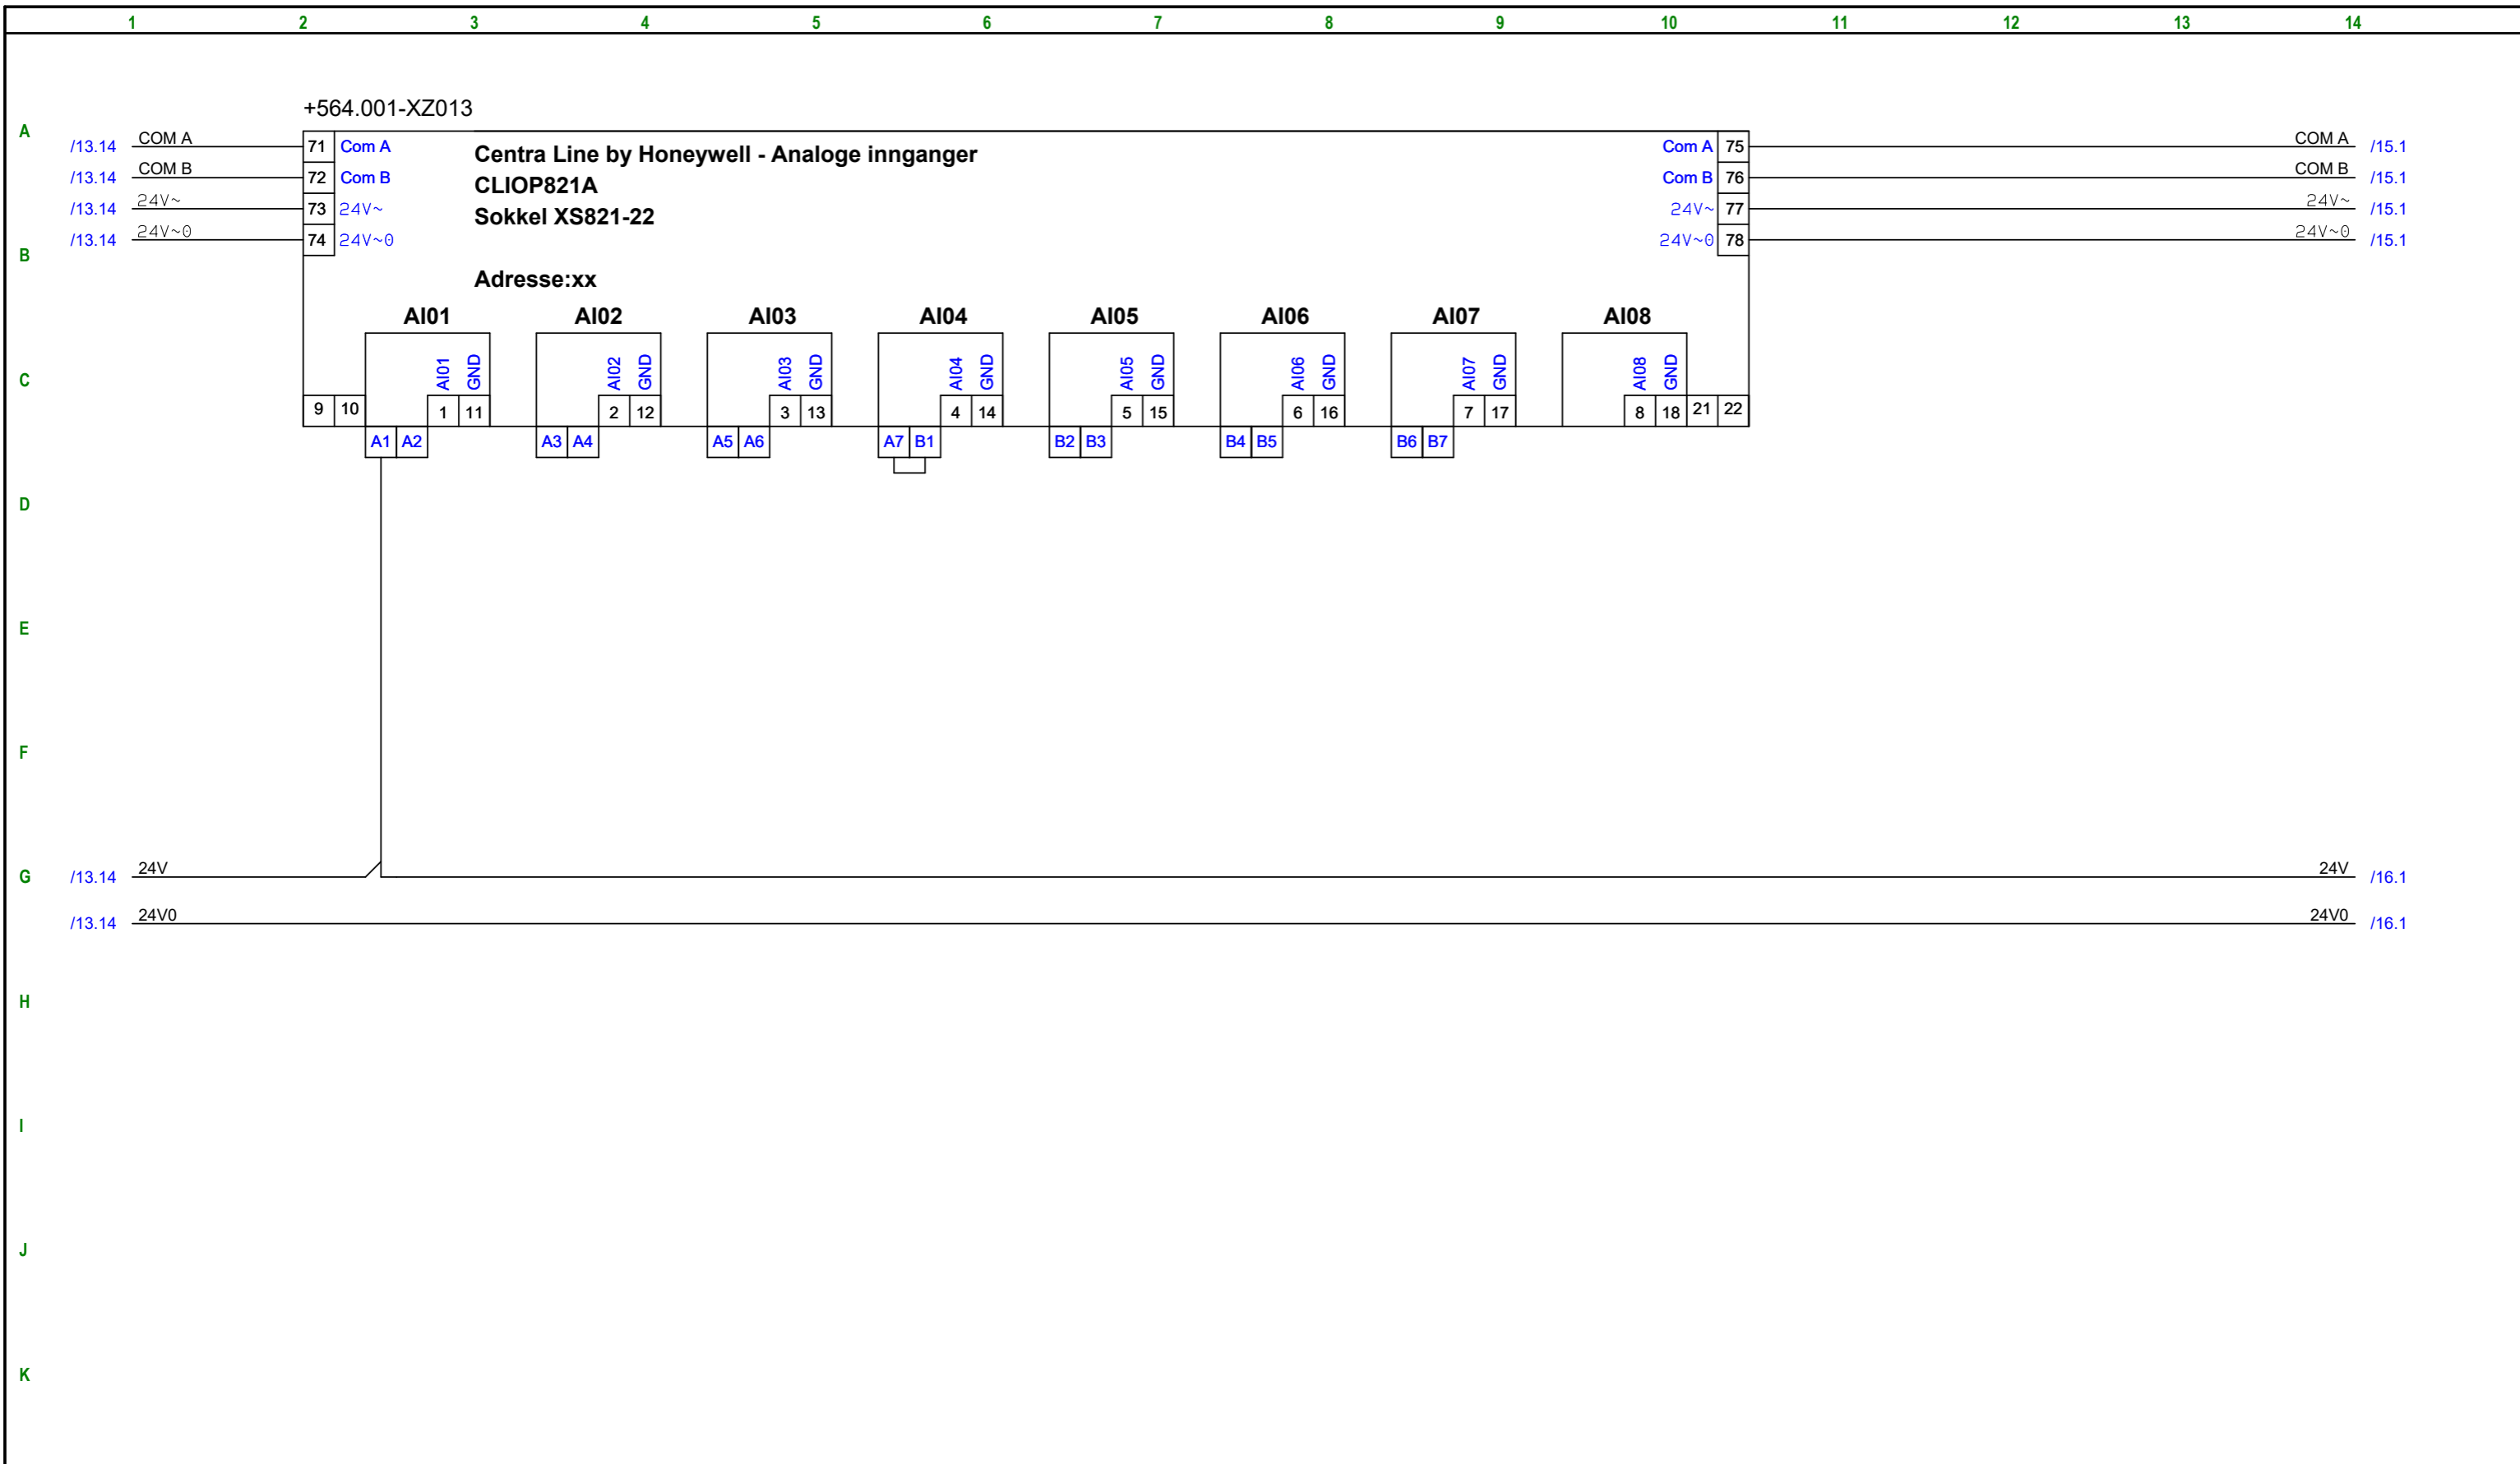 1 2 3 4 5 6 7 8 9 10 11 12 13 14
+564.001-XZ013
A
/13.14 COM A 71 Com A Centra Line by Honeywell - Analoge innganger Com A 75 COM A /15.1
/13.14 COM B 72 Com B CLIOP821A Com B 76 COM B /15.1
/13.14 24V~ 73 24V~ Sokkel XS821-22 24V~ 77 24V~ /15.1
/13.14 24V~0 74 24V~0 24V~0 78 24V~0 /15.1
B
Adresse:xx
AI01 AI02 AI03 AI04 AI05 AI06 AI07 AI08
AI01 GND AI02 GND AI03 GND AI04 GND AI05 GND AI06 GND AI07 GND AI08 GND
C
9 10 1 11 2 12 3 13 4 14 5 15 6 16 7 17 8 18 21 22
A1 A2 A3 A4 A5 A6 A7 B1 B2 B3 B4 B5 B6 B7
D
E
F
G /13.14 24V 24V /16.1
/13.14 24V0 24V0 /16.1
H
I
J
K